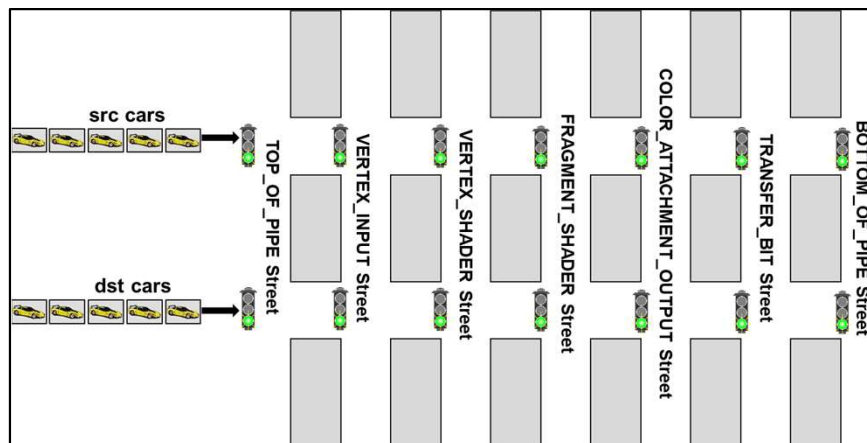 src cars
dst cars
TOP_OF_PIPE Street
VERTEX_INPUT Street
VERTEX_SHADER Street
FRAGMENT_SHADER Street
COLOR_ATTACHMENT_OUTPUT Street
TRANSFER_BIT Street
BOTTOM_OF_PIPE Street